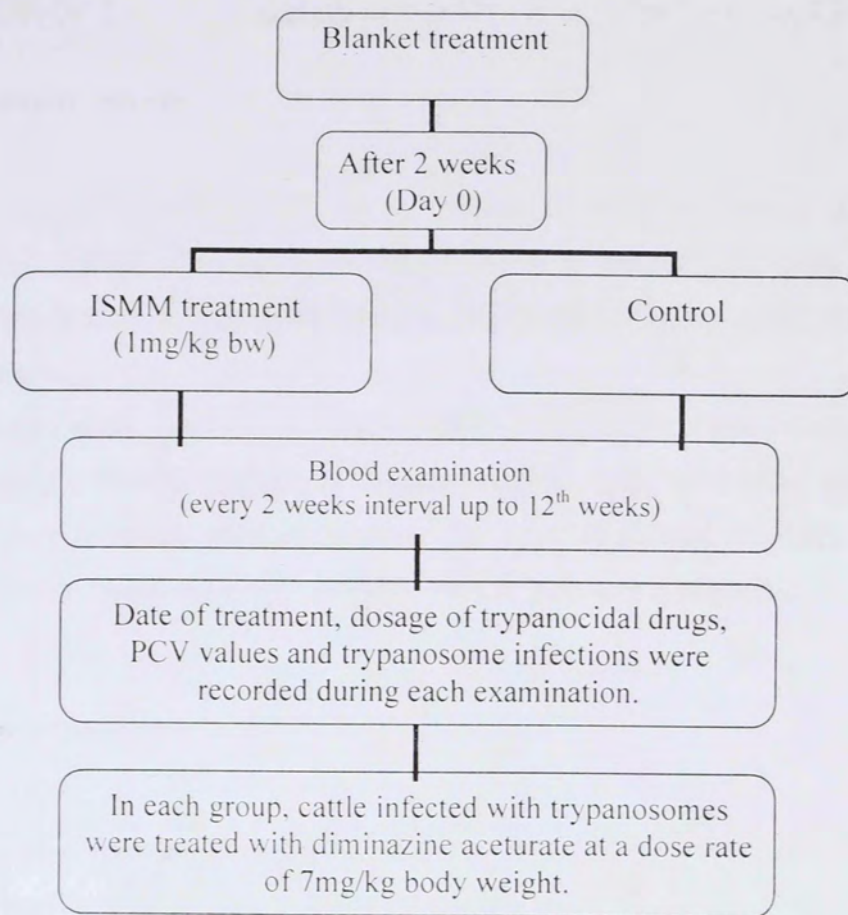 Blanket treatment
After 2 weeks
(Day 0)
ISMM treatment
(1mg/kg bw)
Control
Blood examination
(every 2 weeks interval up to 12th weeks)
Date of treatment, dosage of trypanocidal drugs,
PCV values and trypanosome infections were
recorded during each examination.
In each group, cattle infected with trypanosomes
were treated with diminazine aceturate at a dose rate
of 7mg/kg body weight.